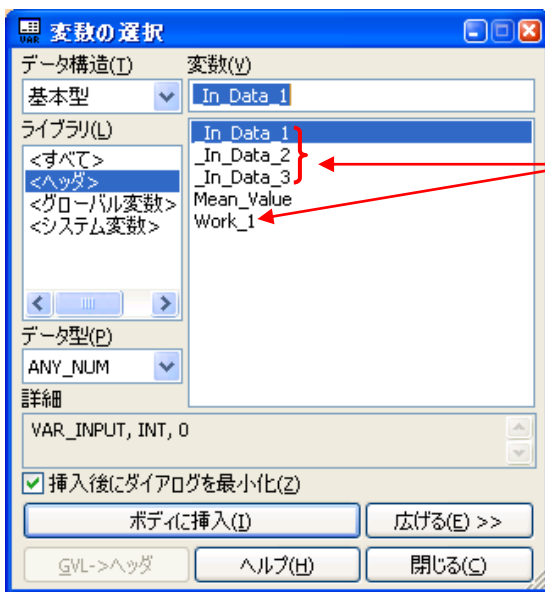 VAR 変数の選択
データ構造(T) 変数(V)
基本型 _In_Data_1
ライブラリ(L)
<すべて>
<ヘッダ>
<グローバル変数>
<システム変数>
_In_Data_1
_In_Data_2
_In_Data_3
Mean_Value
Work_1
データ型(P)
ANY_NUM
詳細
VAR_INPUT, INT, 0
挿入後にダイアログを最小化(Z)
ボディに挿入(I) 広げる(E) >>
GVL->ヘッダ ヘルプ(H) 閉じる(C)